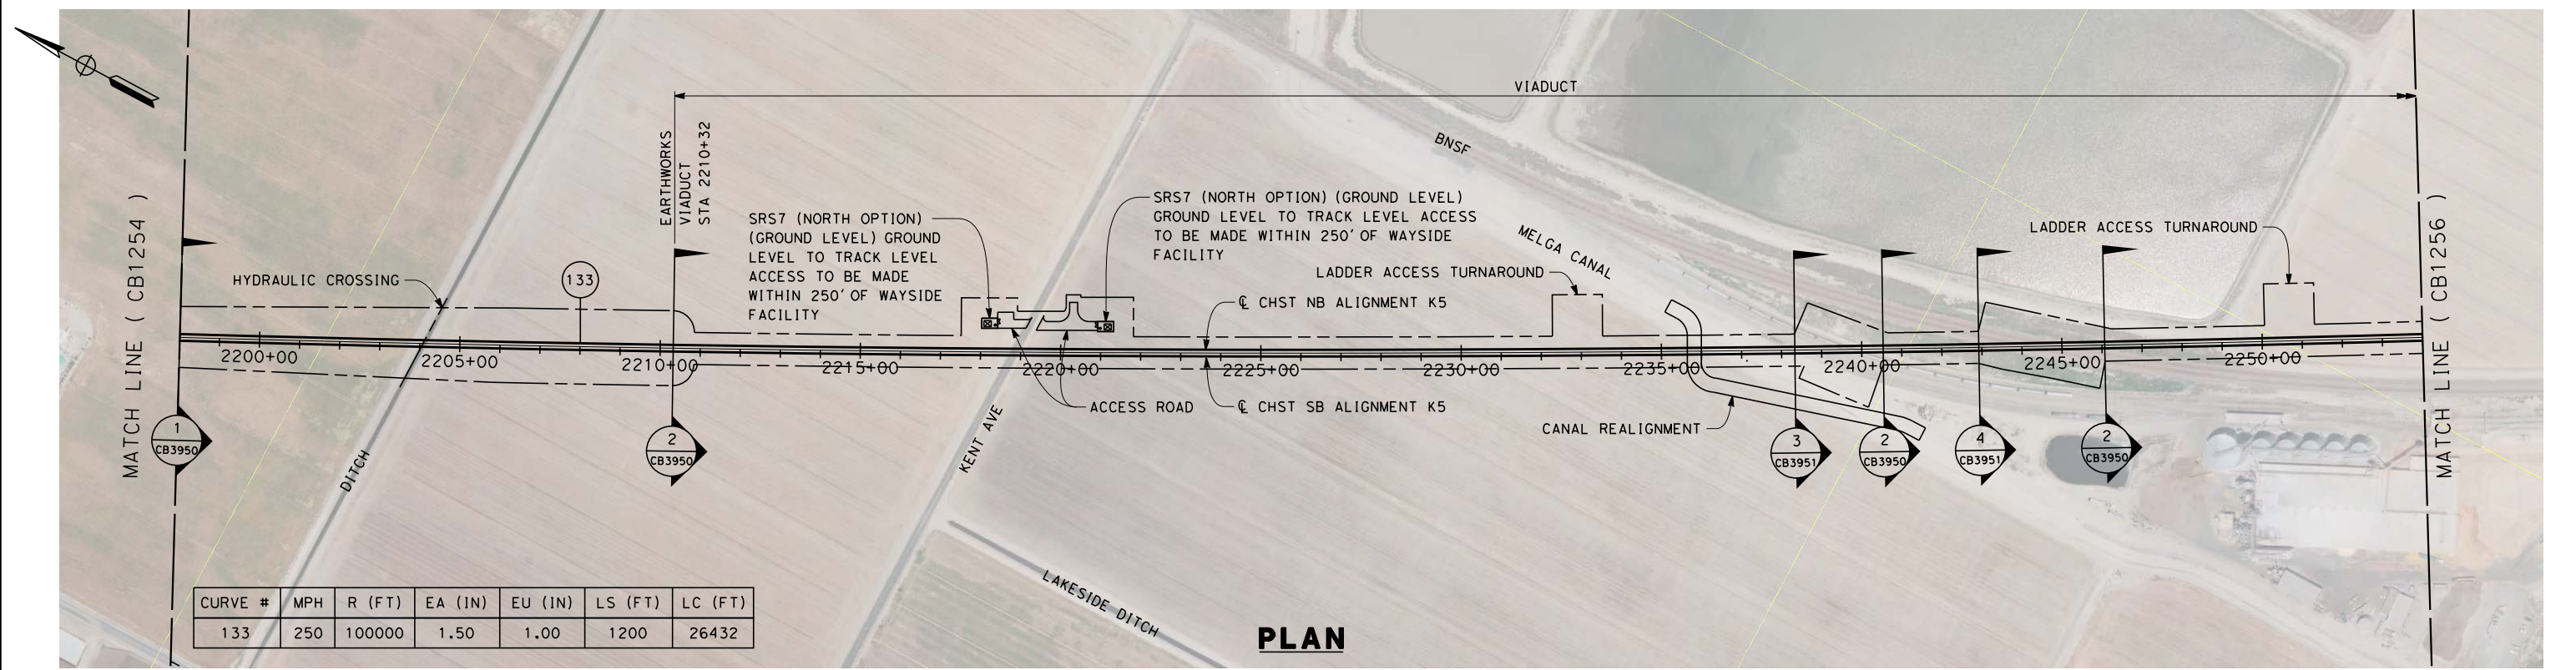 VIADUCT
BNSF
EARTHWORKS
VIADUCT
STA 2210+32
MATCH LINE ( CB1254 )
HYDRAULIC CROSSING
133
SRS7 (NORTH OPTION)
(GROUND LEVEL) GROUND
LEVEL TO TRACK LEVEL
ACCESS TO BE MADE
WITHIN 250' OF WAYSIDE
FACILITY
SRS7 (NORTH OPTION) (GROUND LEVEL)
GROUND LEVEL TO TRACK LEVEL ACCESS
TO BE MADE WITHIN 250' OF WAYSIDE
FACILITY
MELGA CANAL
LADDER ACCESS TURNAROUND
LADDER ACCESS TURNAROUND
MATCH LINE ( CB1256 )
℄ CHST NB ALIGNMENT K5
2200+00
2205+00
2210+00
2215+00
2220+00
2225+00
2230+00
2235+00
2240+00
2245+00
2250+00
ACCESS ROAD
℄ CHST SB ALIGNMENT K5
CANAL REALIGNMENT
DITCH
KENT AVE
1
CB3950
2
CB3950
3
CB3951
2
CB3950
4
CB3951
2
CB3950
LAKESIDE DITCH
CURVE # MPH R (FT) EA (IN) EU (IN) LS (FT) LC (FT)
133 250 100000 1.50 1.00 1200 26432
PLAN